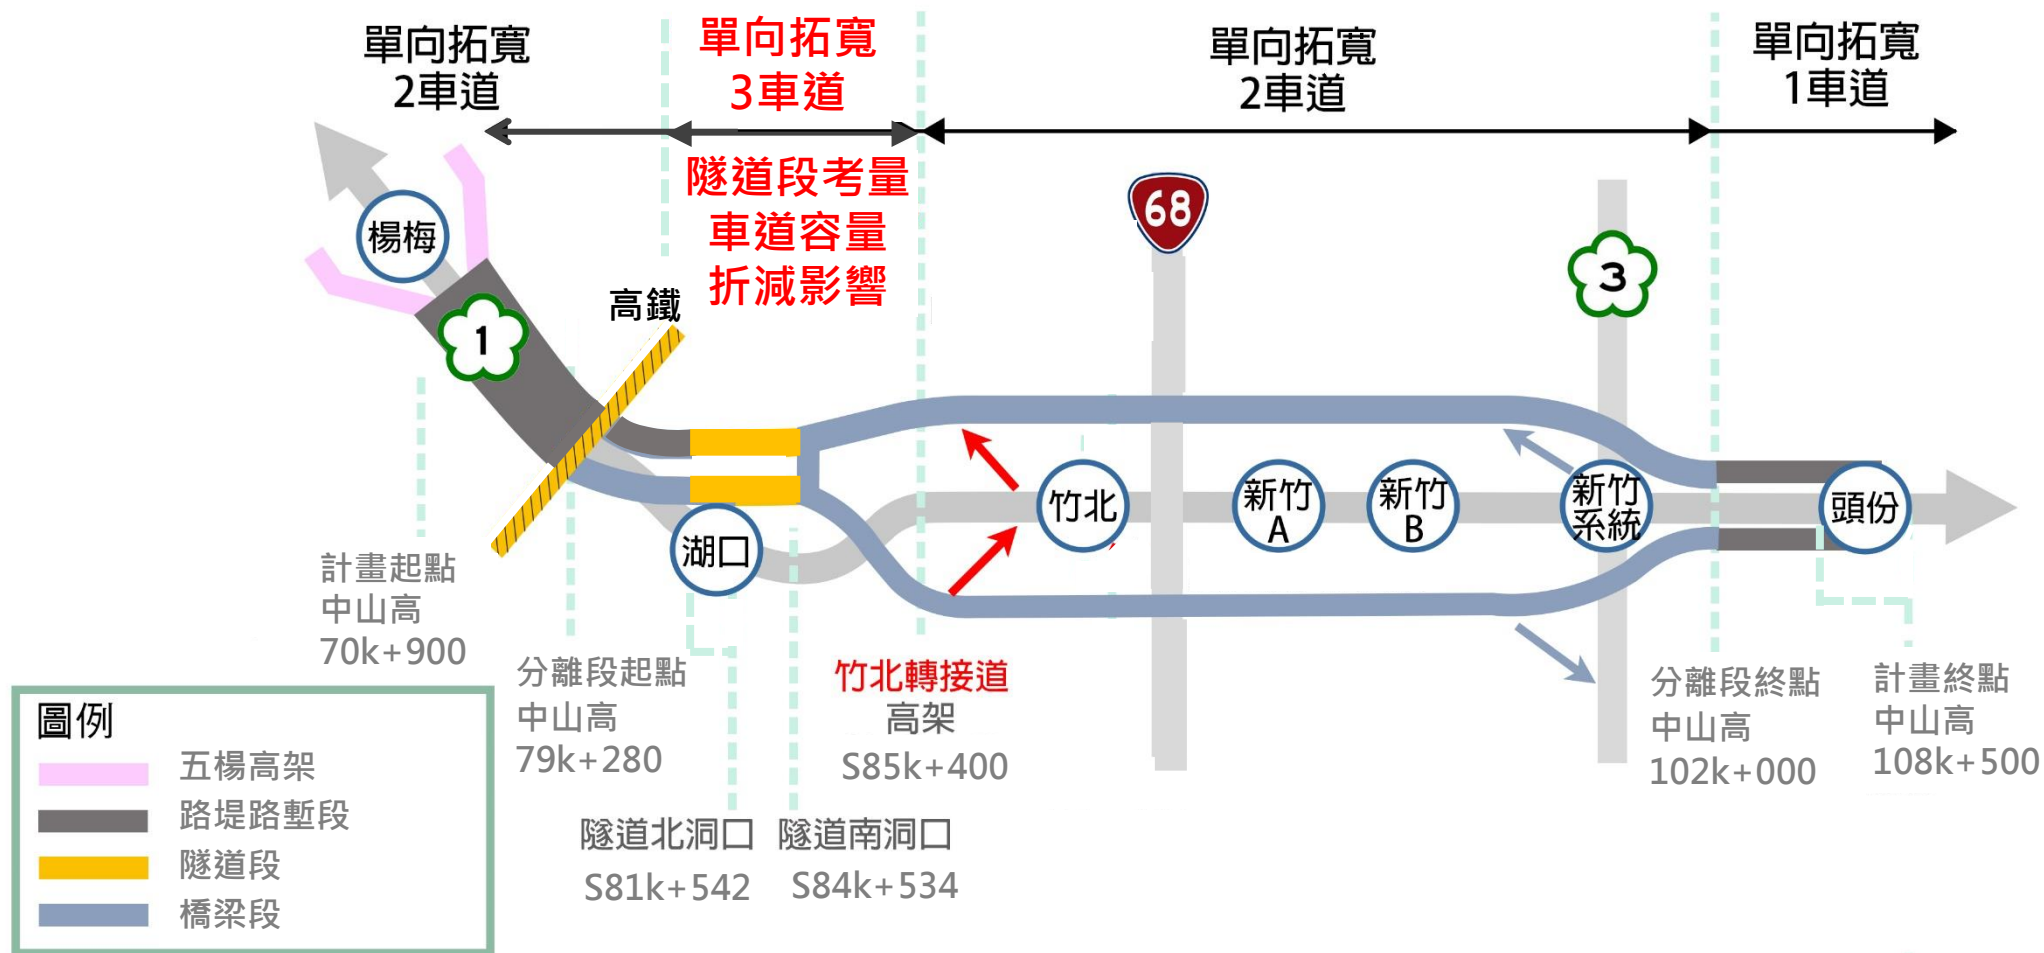 單向拓寬
2車道
單向拓寬
3車道
單向拓寬
2車道
單向拓寬
1車道
隧道段考量
車道容量
折減影響
68
3
楊梅
高鐵
1
湖口
竹北
新竹
A
新竹
B
新竹
系統
頭份
計畫起點
中山高
70k+900
分離段起點
中山高
79k+280
竹北轉接道
高架
S85k+400
分離段終點
中山高
102k+000
計畫終點
中山高
108k+500
隧道北洞口
S81k+542
隧道南洞口
S84k+534
圖例
五楊高架
路堤路塹段
隧道段
橋梁段